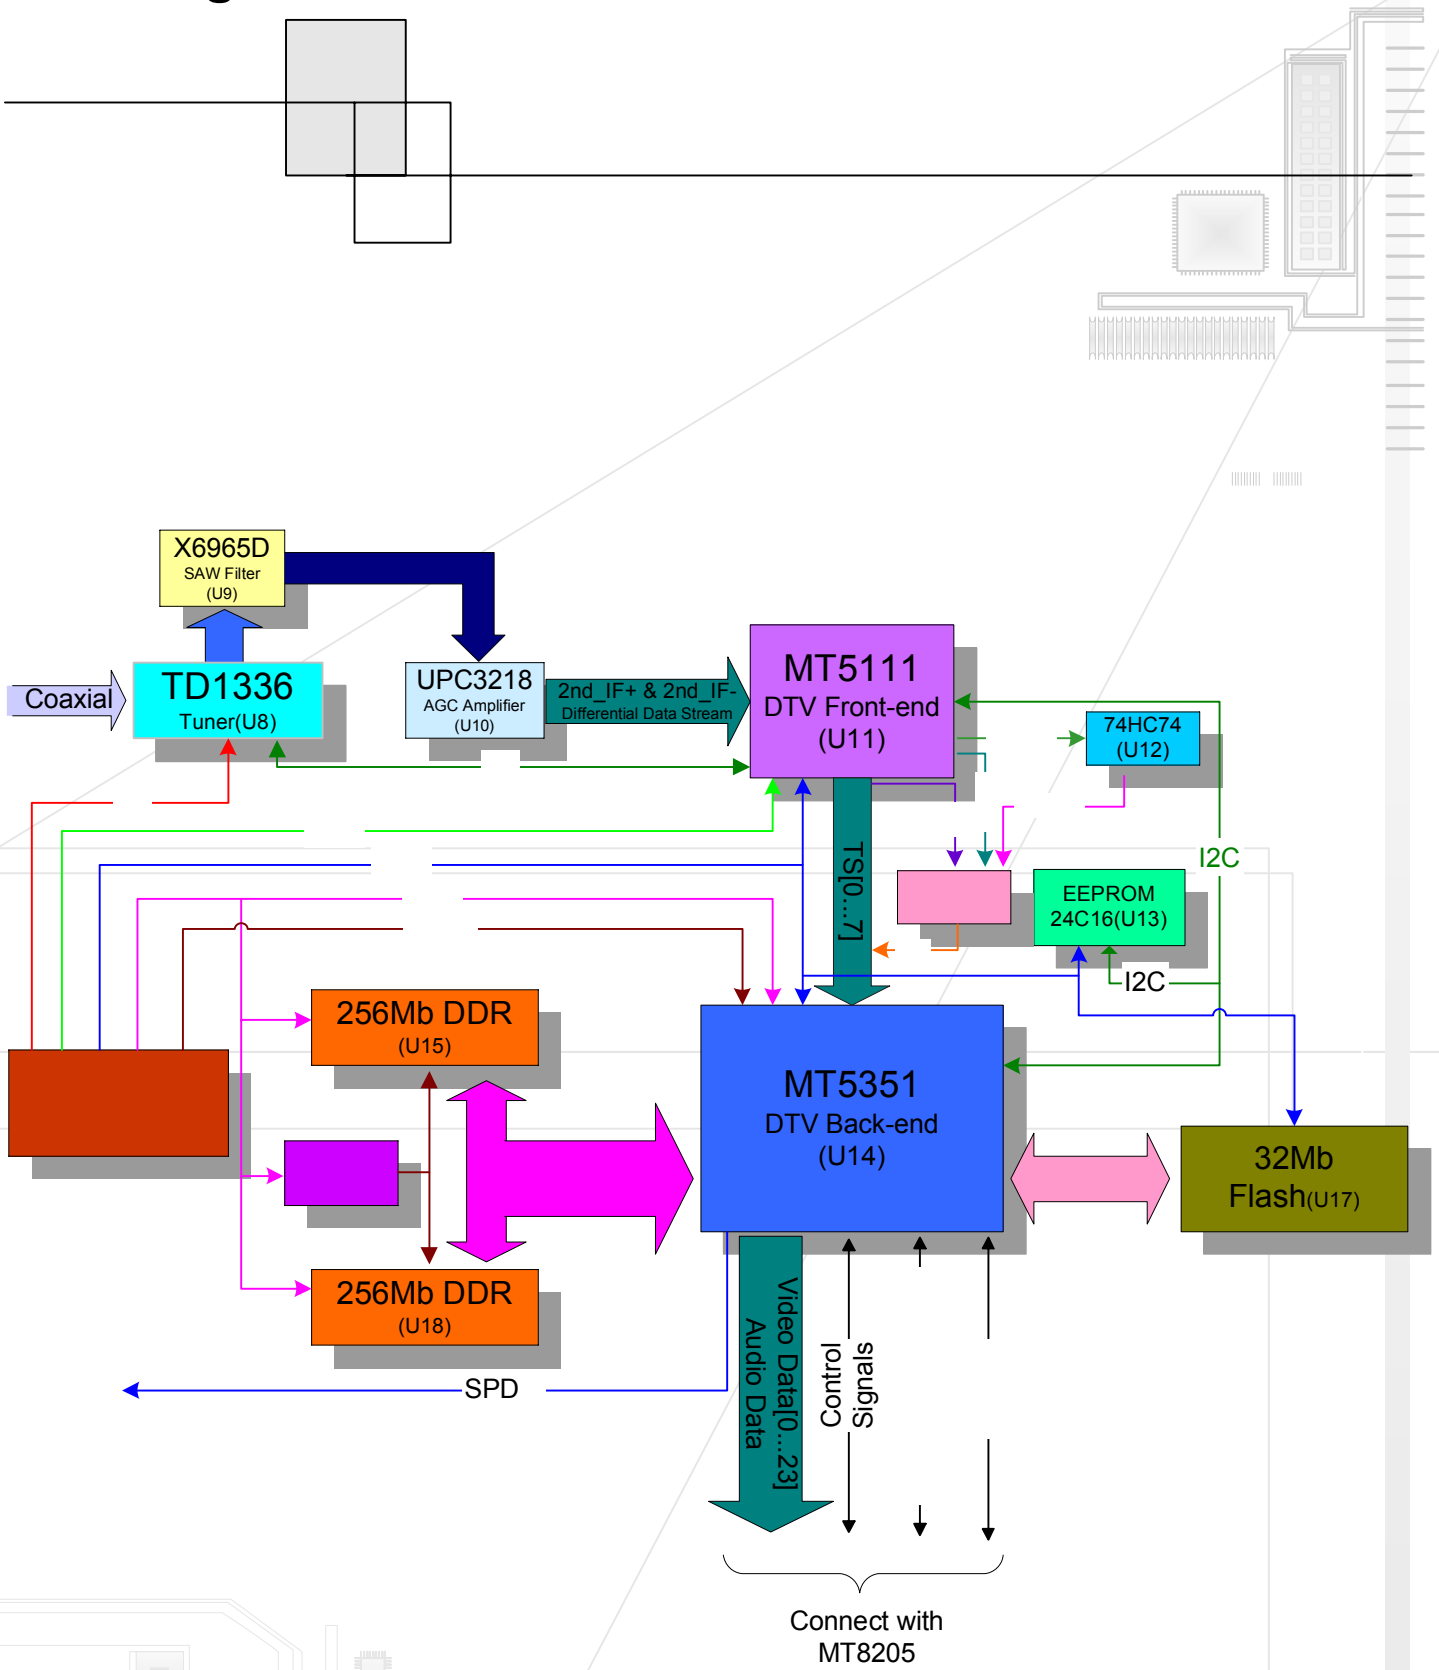 X6965D
SAW Filter
(U9)
Coaxial
TD1336
Tuner(U8)
UPC3218
AGC Amplifier
(U10)
2nd_IF+ & 2nd_IF-
Differential Data Stream
MT5111
DTV Front-end
(U11)
74HC74
(U12)
TS[0...7]
I2C
EEPROM
24C16(U13)
I2C
256Mb DDR
(U15)
MT5351
DTV Back-end
(U14)
32Mb
Flash(U17)
256Mb DDR
(U18)
SPD
Video Data[0...23]
Audio Data
Control
Signals
Connect with
MT8205